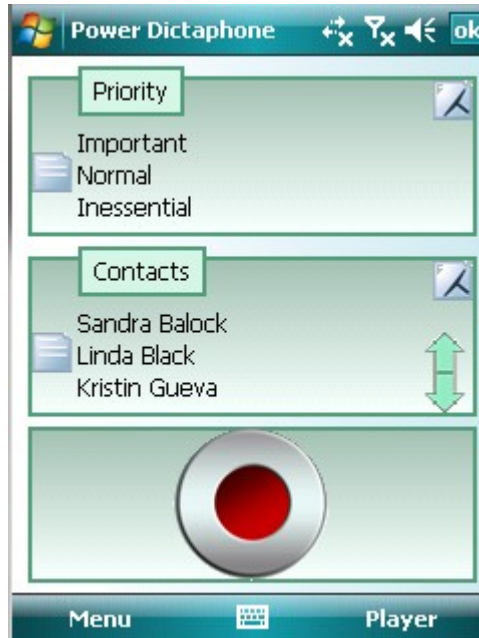 Power Dictaphone ok
Priority
Important
Normal
Inessential
Contacts
Sandra Balock
Linda Black
Kristin Gueva
Menu Player